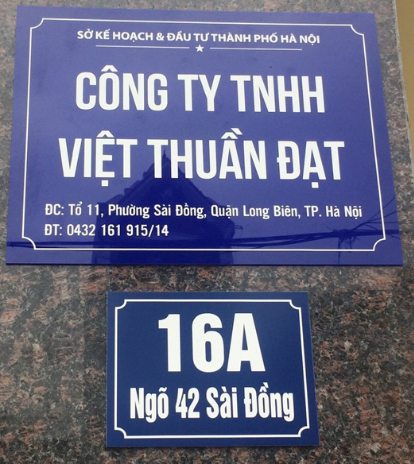 SỞ KẾ HOẠCH & ĐẦU TƯ THÀNH PHỐ HÀ NỘI
CÔNG TY TNHH
VIỆT THUẦN ĐẠT
ĐC: Tổ 11, Phường Sài Đồng, Quận Long Biên, TP. Hà Nội
ĐT: 0432 161 915/14
16A
Ngõ 42 Sài Đồng